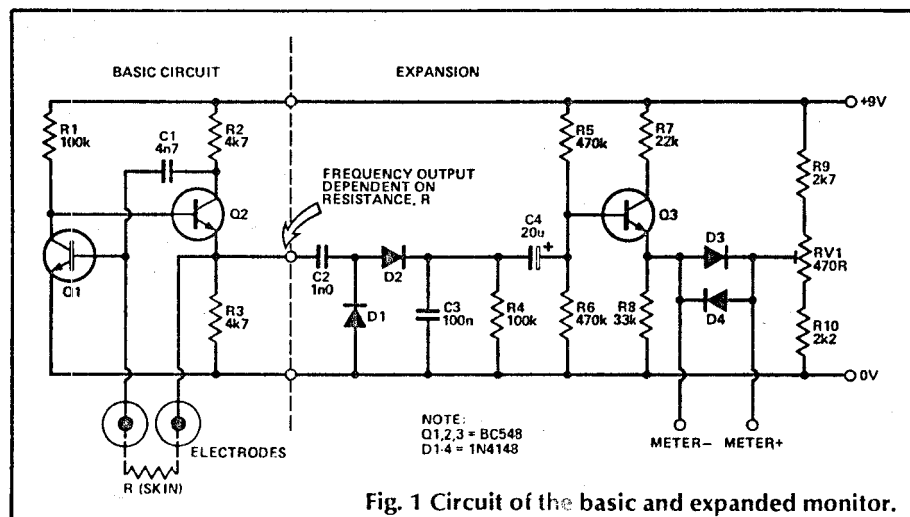 BASIC CIRCUIT
EXPANSION
+9V
R1
100k
C1
4n7
R2
4k7
FREQUENCY OUTPUT
DEPENDENT ON
RESISTANCE, R
R5
470k
R7
22k
R9
2k7
Q2
Q3
C4
20u
+
D3
RV1
470R
Q1
C2
1n0
D2
D1
R3
4k7
C3
100n
R4
100k
R6
470k
R8
33k
D4
R10
2k2
0V
NOTE:
Q1,2,3 = BC548
D1-4 = 1N4148
METER-
METER+
ELECTRODES
R (SKIN)
Fig. 1 Circuit of the basic and expanded monitor.